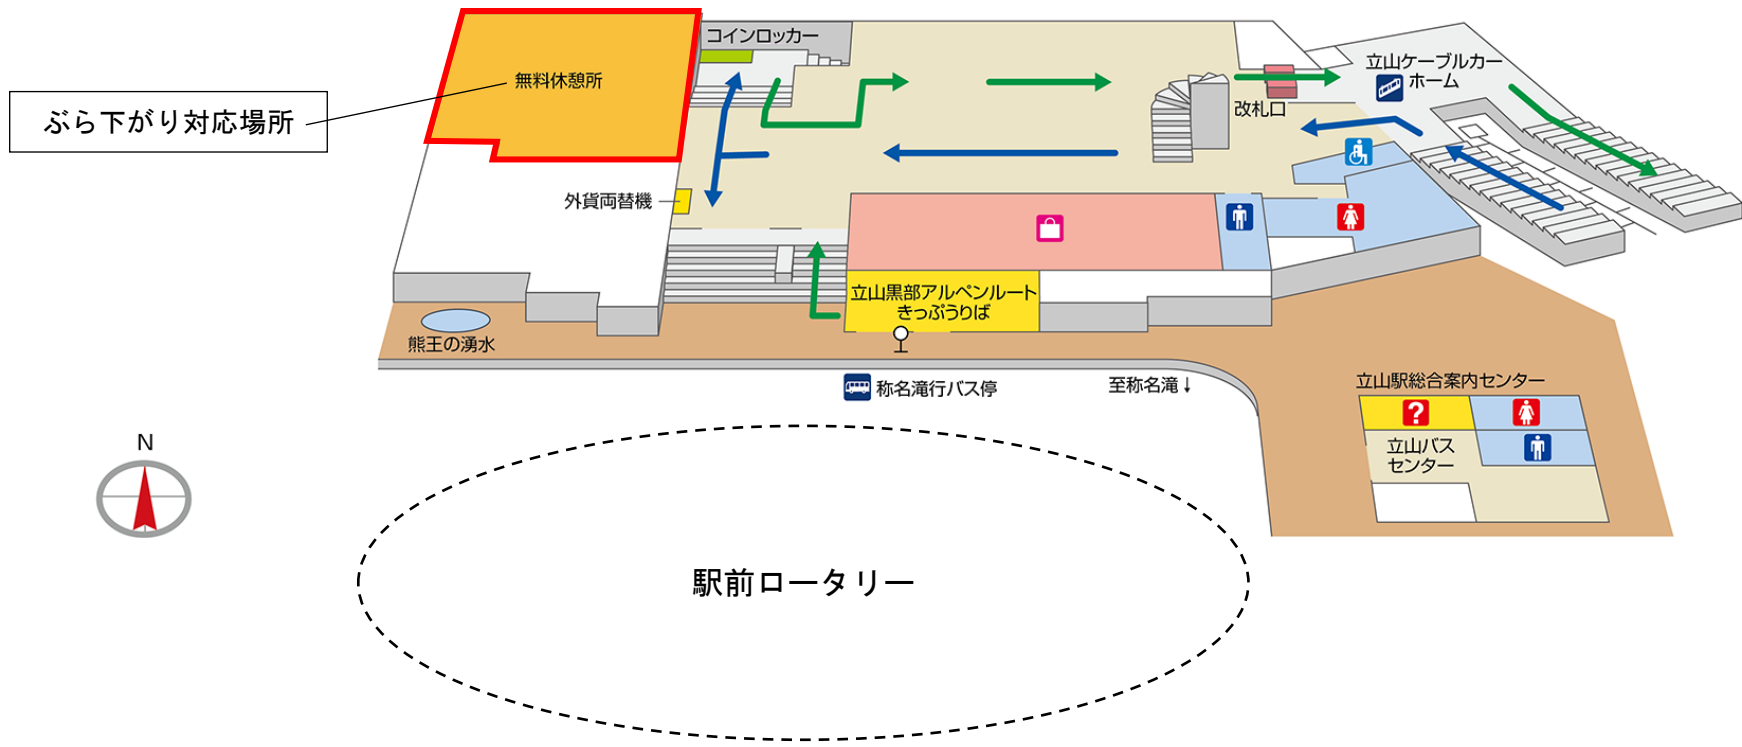 コインロッカー
無料休憩所
ぶら下がり対応場所
立山ケーブルカー
ホーム
改札口
外貨両替機
立山黒部アルペンルート
きっぷうりば
熊王の湧水
称名滝行バス停
至称名滝↓
立山駅総合案内センター
?
立山バス
センター
N
駅前ロータリー